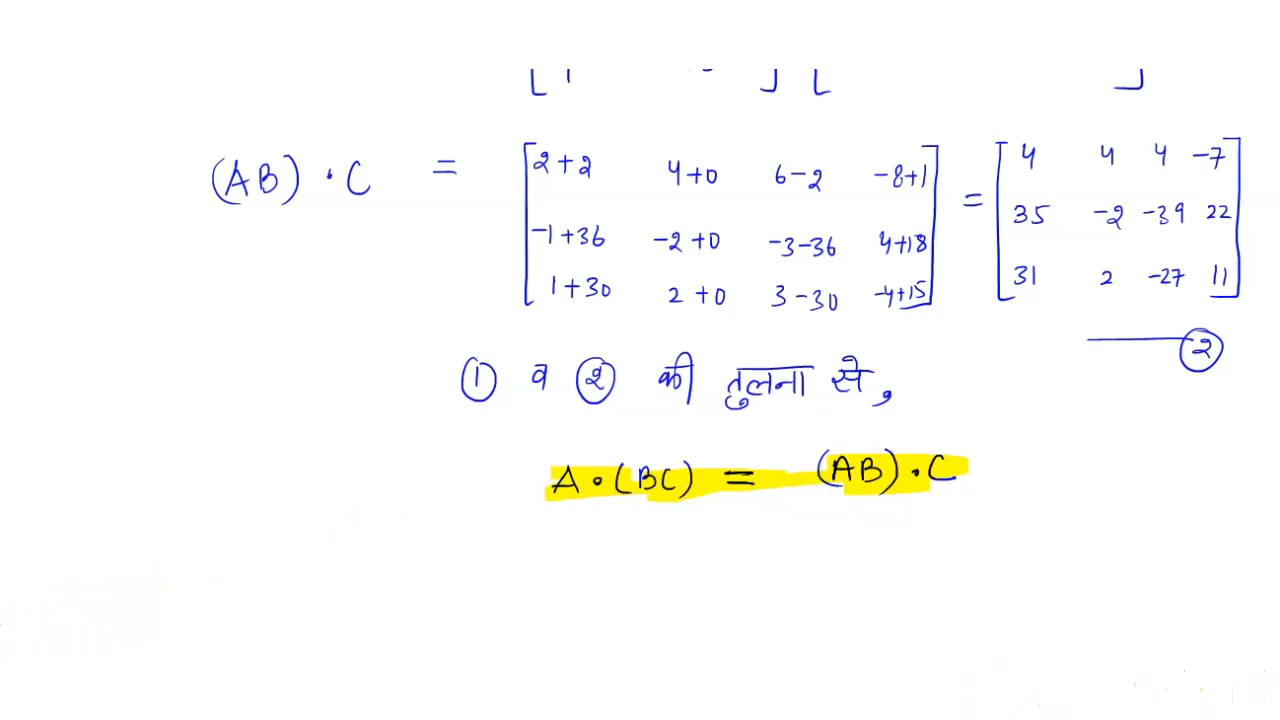 (AB) · C = [ 2+2 4+0 6-2 -8+1 ] = [ 4 4 4 -7 ]
-1+36 -2+0 -3-36 4+18 35 -2 -39 22
1+30 2+0 3-30 -4+15 31 2 -27 11
②
① व ② की तुलना से,
A·(BC) = (AB)·C